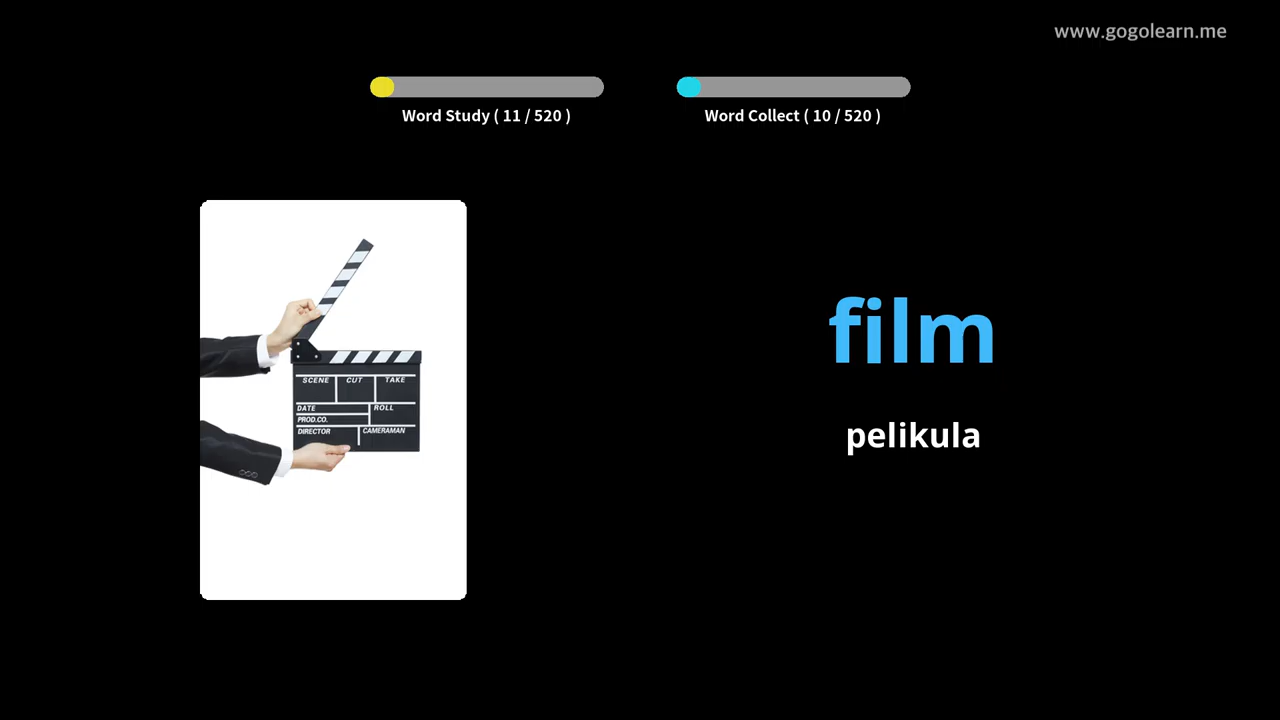 www.gogolearn.me
Word Study ( 11 / 520 )
Word Collect ( 10 / 520 )
film
pelikula
SCENE CUT TAKE
DATE ROLL
PROD.CO.
DIRECTOR CAMERAMAN